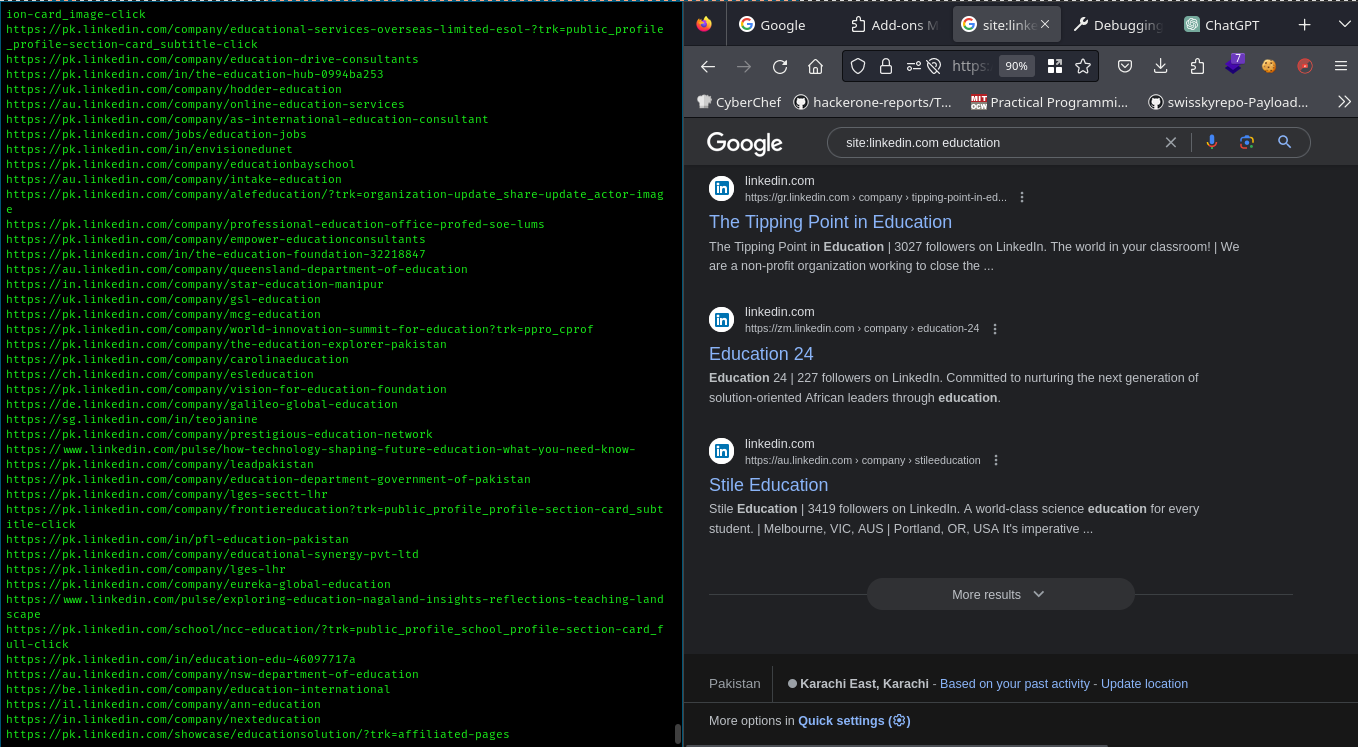 ion-card_image-click
https://pk.linkedin.com/company/educational-services-overseas-limited-esol-?trk=public_profile
_profile-section-card_subtitle-click
https://pk.linkedin.com/company/education-drive-consultants
https://pk.linkedin.com/in/the-education-hub-0994ba253
https://uk.linkedin.com/company/hodder-education
https://au.linkedin.com/company/online-education-services
https://pk.linkedin.com/company/as-international-education-consultant
https://pk.linkedin.com/jobs/education-jobs
https://pk.linkedin.com/in/envisionedunet
https://pk.linkedin.com/company/educationbayschool
https://au.linkedin.com/company/intake-education
https://pk.linkedin.com/company/alefeducation/?trk=organization-update_share-update_actor-imag
e
https://pk.linkedin.com/company/professional-education-office-profed-soe-lums
https://pk.linkedin.com/company/empower-educationconsultants
https://pk.linkedin.com/in/the-education-foundation-32218847
https://au.linkedin.com/company/queensland-department-of-education
https://in.linkedin.com/company/star-education-manipur
https://uk.linkedin.com/company/gsl-education
https://pk.linkedin.com/company/mcg-education
https://pk.linkedin.com/company/world-innovation-summit-for-education?trk=ppro_cprof
https://pk.linkedin.com/company/the-education-explorer-pakistan
https://pk.linkedin.com/company/carolinaeducation
https://ch.linkedin.com/company/esleducation
https://pk.linkedin.com/company/vision-for-education-foundation
https://de.linkedin.com/company/galileo-global-education
https://sg.linkedin.com/in/teojanine
https://pk.linkedin.com/company/prestigious-education-network
https://www.linkedin.com/pulse/how-technology-shaping-future-education-what-you-need-know-
https://pk.linkedin.com/company/leadpakistan
https://pk.linkedin.com/company/education-department-government-of-pakistan
https://pk.linkedin.com/company/lges-sectt-lhr
https://pk.linkedin.com/company/frontiereducation?trk=public_profile_profile-section-card_subt
itle-click
https://pk.linkedin.com/in/pfl-education-pakistan
https://pk.linkedin.com/company/educational-synergy-pvt-ltd
https://pk.linkedin.com/company/lges-lhr
https://pk.linkedin.com/company/eureka-global-education
https://www.linkedin.com/pulse/exploring-education-nagaland-insights-reflections-teaching-land
scape
https://pk.linkedin.com/school/ncc-education/?trk=public_profile_school_profile-section-card_f
ull-click
https://pk.linkedin.com/in/education-edu-46097717a
https://au.linkedin.com/company/nsw-department-of-education
https://be.linkedin.com/company/education-international
https://il.linkedin.com/company/ann-education
https://in.linkedin.com/company/nexteducation
https://pk.linkedin.com/showcase/educationsolution/?trk=affiliated-pages
Google
Add-ons M
site:linke
Debugging
ChatGPT
https:
90%
7
CyberChef
hackerone-reports/T...
MIT OCW
Practical Programmi...
swisskyrepo-Payload...
Google
site:linkedin.com eductation
linkedin.com
https://gr.linkedin.com › company › tipping-point-in-ed...
The Tipping Point in Education
The Tipping Point in Education | 3027 followers on LinkedIn. The world in your classroom! | We
are a non-profit organization working to close the ...
linkedin.com
https://zm.linkedin.com › company › education-24
Education 24
Education 24 | 227 followers on LinkedIn. Committed to nurturing the next generation of
solution-oriented African leaders through education.
linkedin.com
https://au.linkedin.com › company › stileeducation
Stile Education
Stile Education | 3419 followers on LinkedIn. A world-class science education for every
student. | Melbourne, VIC, AUS | Portland, OR, USA It's imperative ...
More results
Pakistan
Karachi East, Karachi - Based on your past activity - Update location
More options in Quick settings ( )